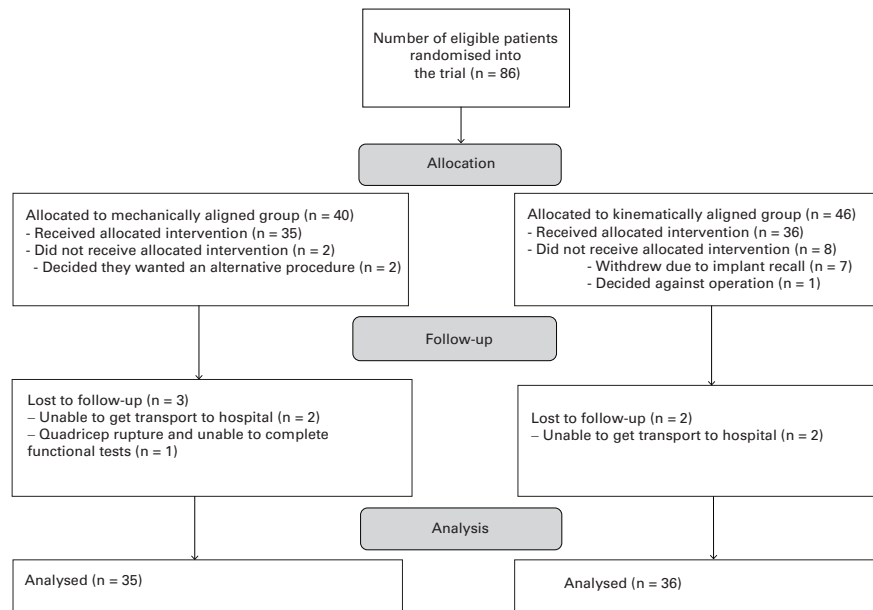 Number of eligible patients
randomised into
the trial (n = 86)
Allocation
Allocated to mechanically aligned group (n = 40)
- Received allocated intervention (n = 35)
- Did not receive allocated intervention (n = 2)
- Decided they wanted an alternative procedure (n = 2)
Allocated to kinematically aligned group (n = 46)
- Received allocated intervention (n = 36)
- Did not receive allocated intervention (n = 8)
- Withdrew due to implant recall (n = 7)
- Decided against operation (n = 1)
Follow-up
Lost to follow-up (n = 3)
– Unable to get transport to hospital (n = 2)
– Quadricep rupture and unable to complete
functional tests (n = 1)
Lost to follow-up (n = 2)
– Unable to get transport to hospital (n = 2)
Analysis
Analysed (n = 35)
Analysed (n = 36)